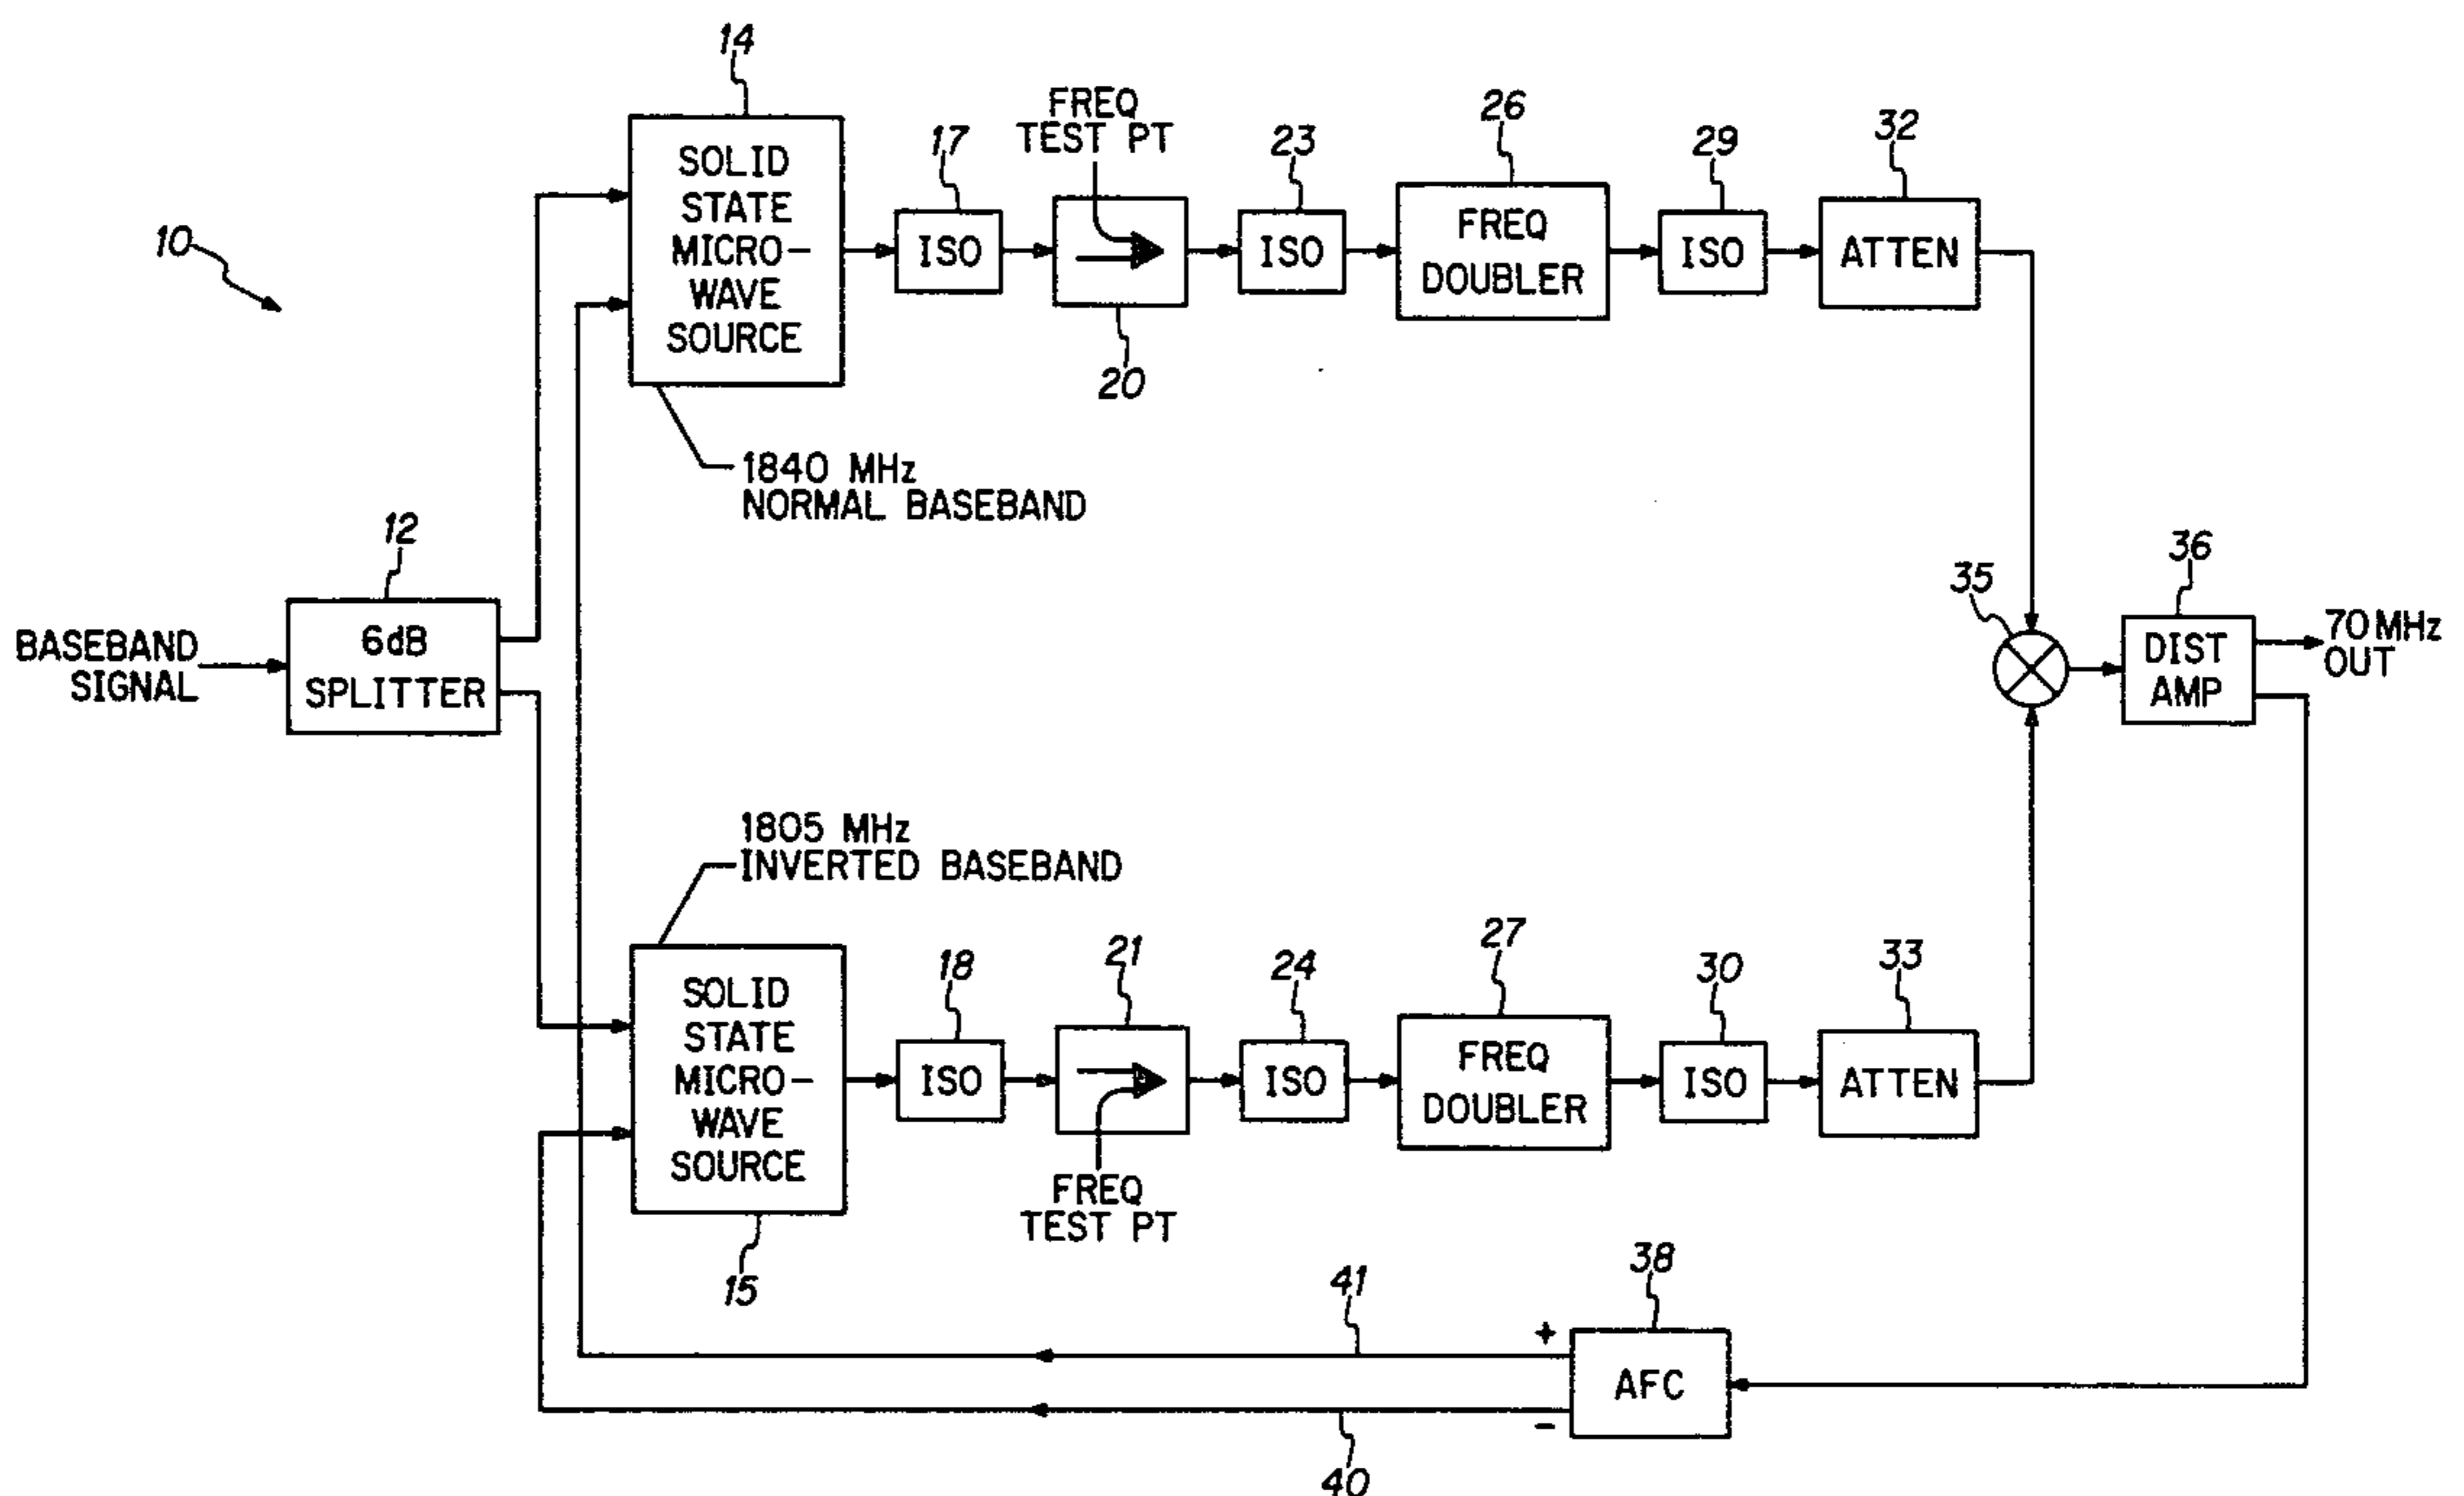 14
FREQ
TEST PT
17
23
26
29
32
SOLID
STATE
MICRO-
WAVE
SOURCE
ISO
ISO
FREQ
DOUBLER
ISO
ATTEN
10
20
1840 MHz
NORMAL BASEBAND
12
BASEBAND
SIGNAL
6dB
SPLITTER
35
36
DIST
AMP
70 MHz
OUT
1805 MHz
INVERTED BASEBAND
18
21
24
27
30
33
SOLID
STATE
MICRO-
WAVE
SOURCE
ISO
ISO
FREQ
DOUBLER
ISO
ATTEN
FREQ
TEST PT
15
41
38
+
AFC
-
40